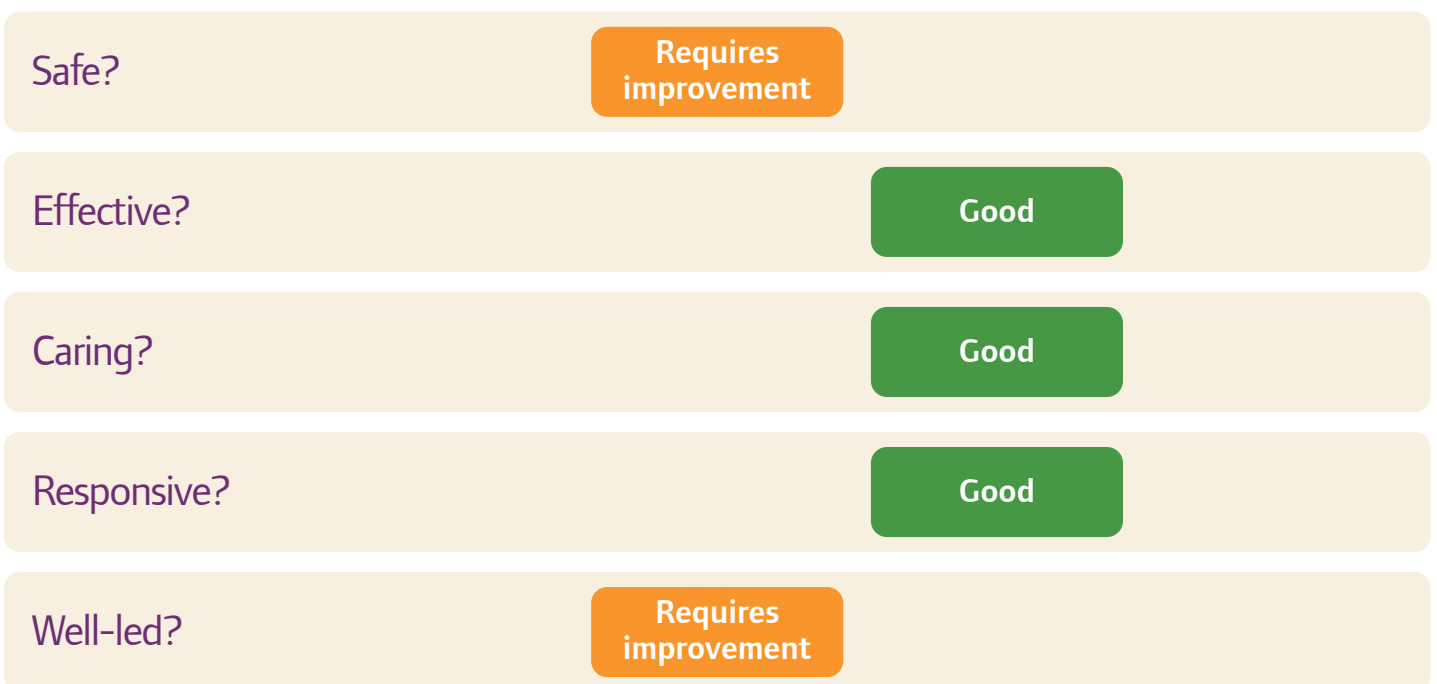 Safe?
Requires
improvement
Effective?
Good
Caring?
Good
Responsive?
Good
Well-led?
Requires
improvement